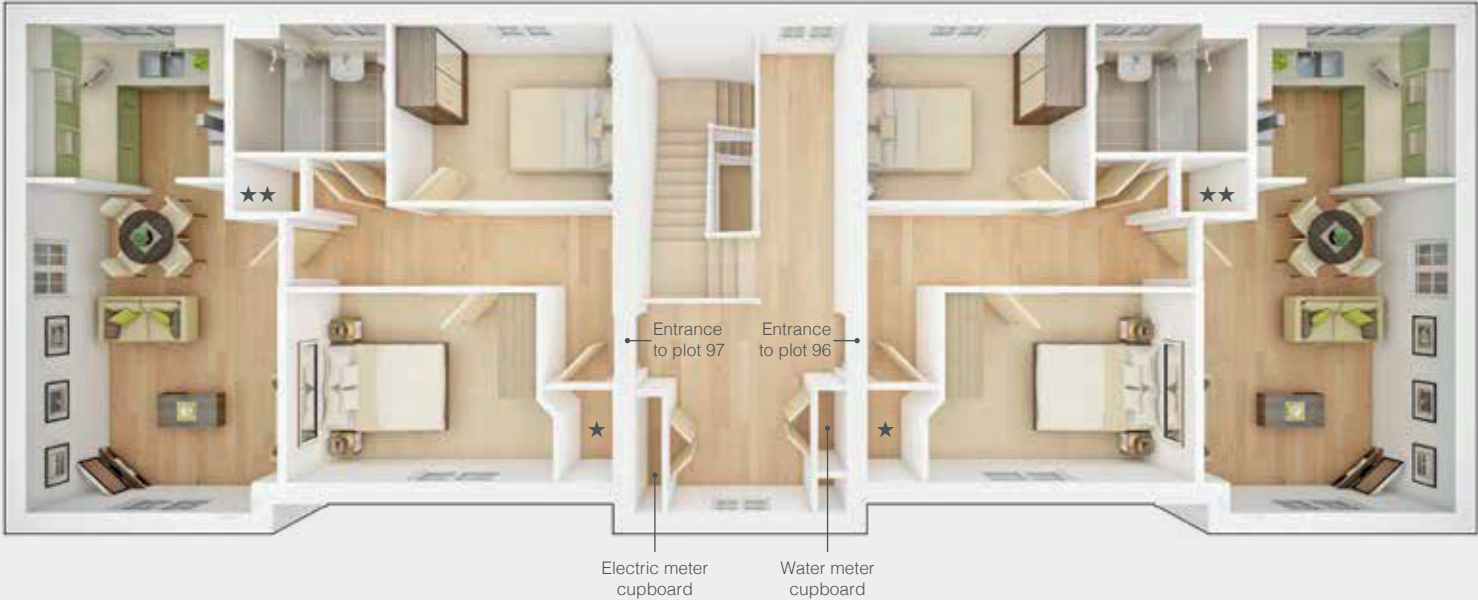 ★★
★★
Entrance
to plot 97
Entrance
to plot 96
★
★
Electric meter
cupboard
Water meter
cupboard